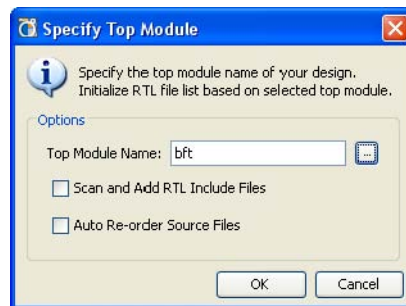 Specify Top Module
Specify the top module name of your design.
Initialize RTL file list based on selected top module.
Options
Top Module Name: bft ...
Scan and Add RTL Include Files
Auto Re-order Source Files
OK Cancel